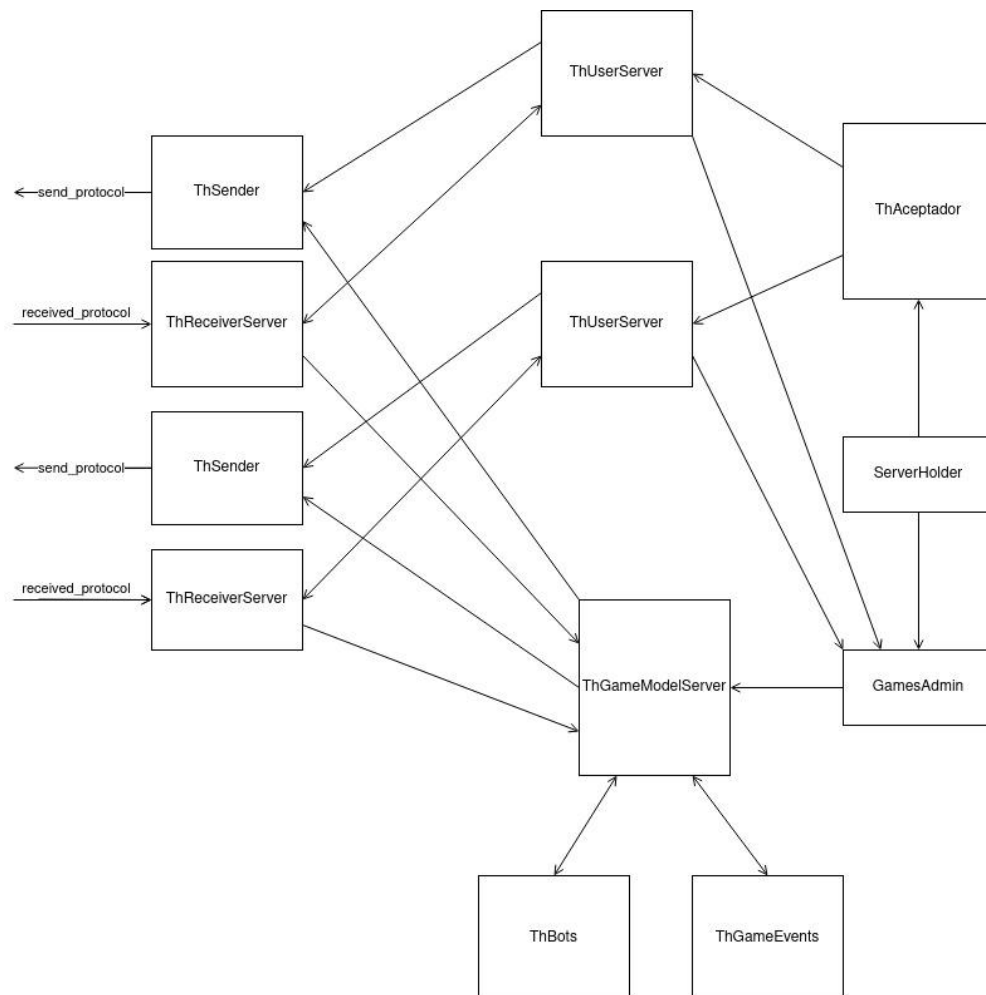 ThUserServer
ThAceptador
ThSender
send_protocol
ThReceiverServer
received_protocol
ThUserServer
ThSender
send_protocol
ServerHolder
ThReceiverServer
received_protocol
ThGameModelServer
GamesAdmin
ThBots
ThGameEvents